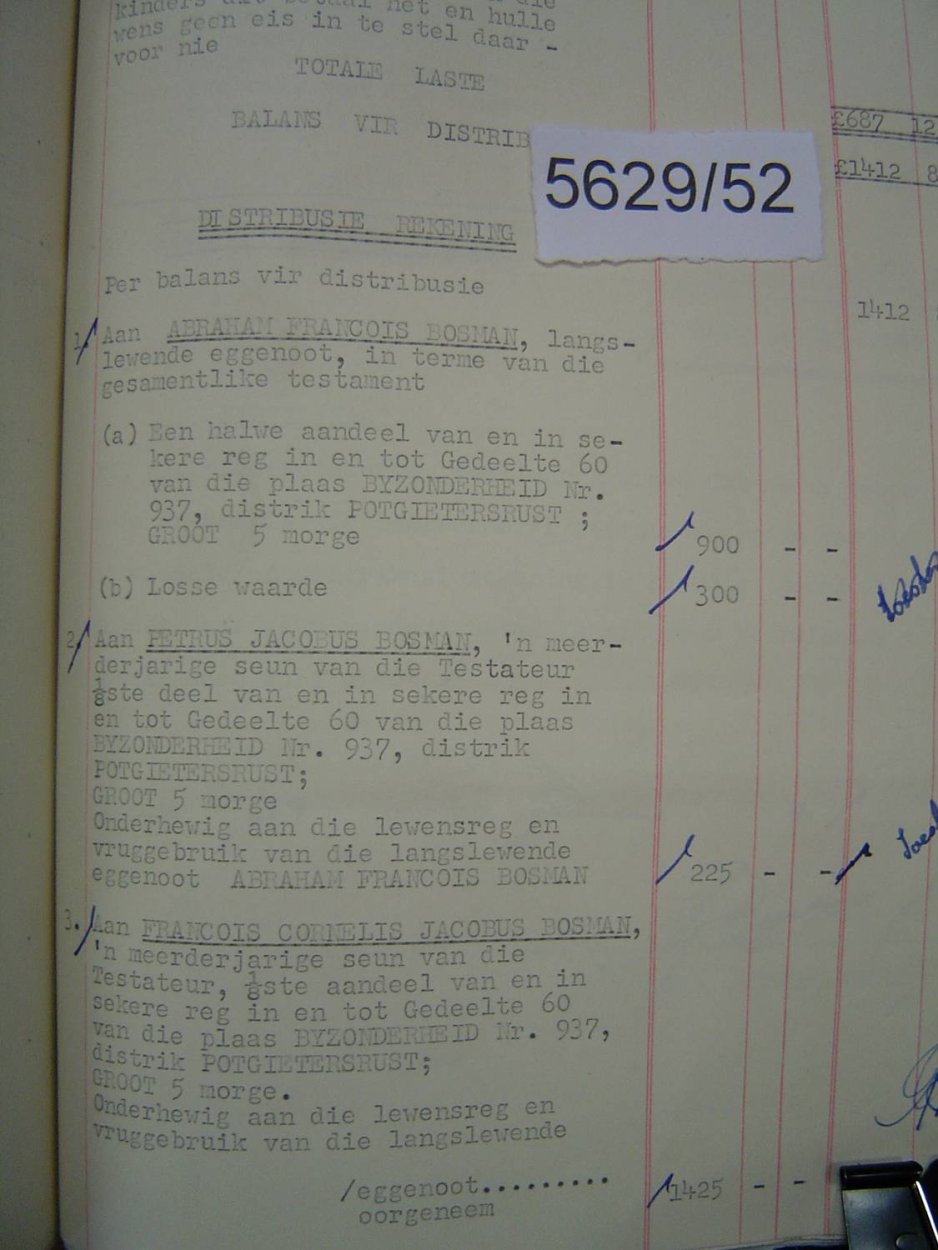 kinders uit betaal het en hulle
wens geen eis in te stel daar -
voor nie
TOTALE LASTE £687 12
BALANS VIR DISTRIB £1412 8
5629/52
DISTRIBUSIE REKENING
Per balans vir distribusie 1412
1. Aan ABRAHAM FRANCOIS BOSMAN, langs-
lewende eggenoot, in terme van die
gesamentlike testament
(a) Een halwe aandeel van en in se-
kere reg in en tot Gedeelte 60
van die plaas BYZONDERHEID Nr.
937, distrik POTGIETERSRUST ;
GROOT 5 morge 900 - -
(b) Losse waarde 300 - -
2. Aan PETRUS JACOBUS BOSMAN, 'n meer-
derjarige seun van die Testateur
⅛ste deel van en in sekere reg in
en tot Gedeelte 60 van die plaas
BYZONDERHEID Nr. 937, distrik
POTGIETERSRUST;
GROOT 5 morge
Onderhewig aan die lewensreg en
vruggebruik van die langslewende
eggenoot ABRAHAM FRANCOIS BOSMAN 225 - -
3. Aan FRANCOIS CORNELIS JACOBUS BOSMAN,
'n meerderjarige seun van die
Testateur, ⅛ste aandeel van en in
sekere reg in en tot Gedeelte 60
van die plaas BYZONDERHEID Nr. 937,
distrik POTGIETERSRUST;
GROOT 5 morge.
Onderhewig aan die lewensreg en
vruggebruik van die langslewende
/eggenoot......... 1425 - -
oorgeneem